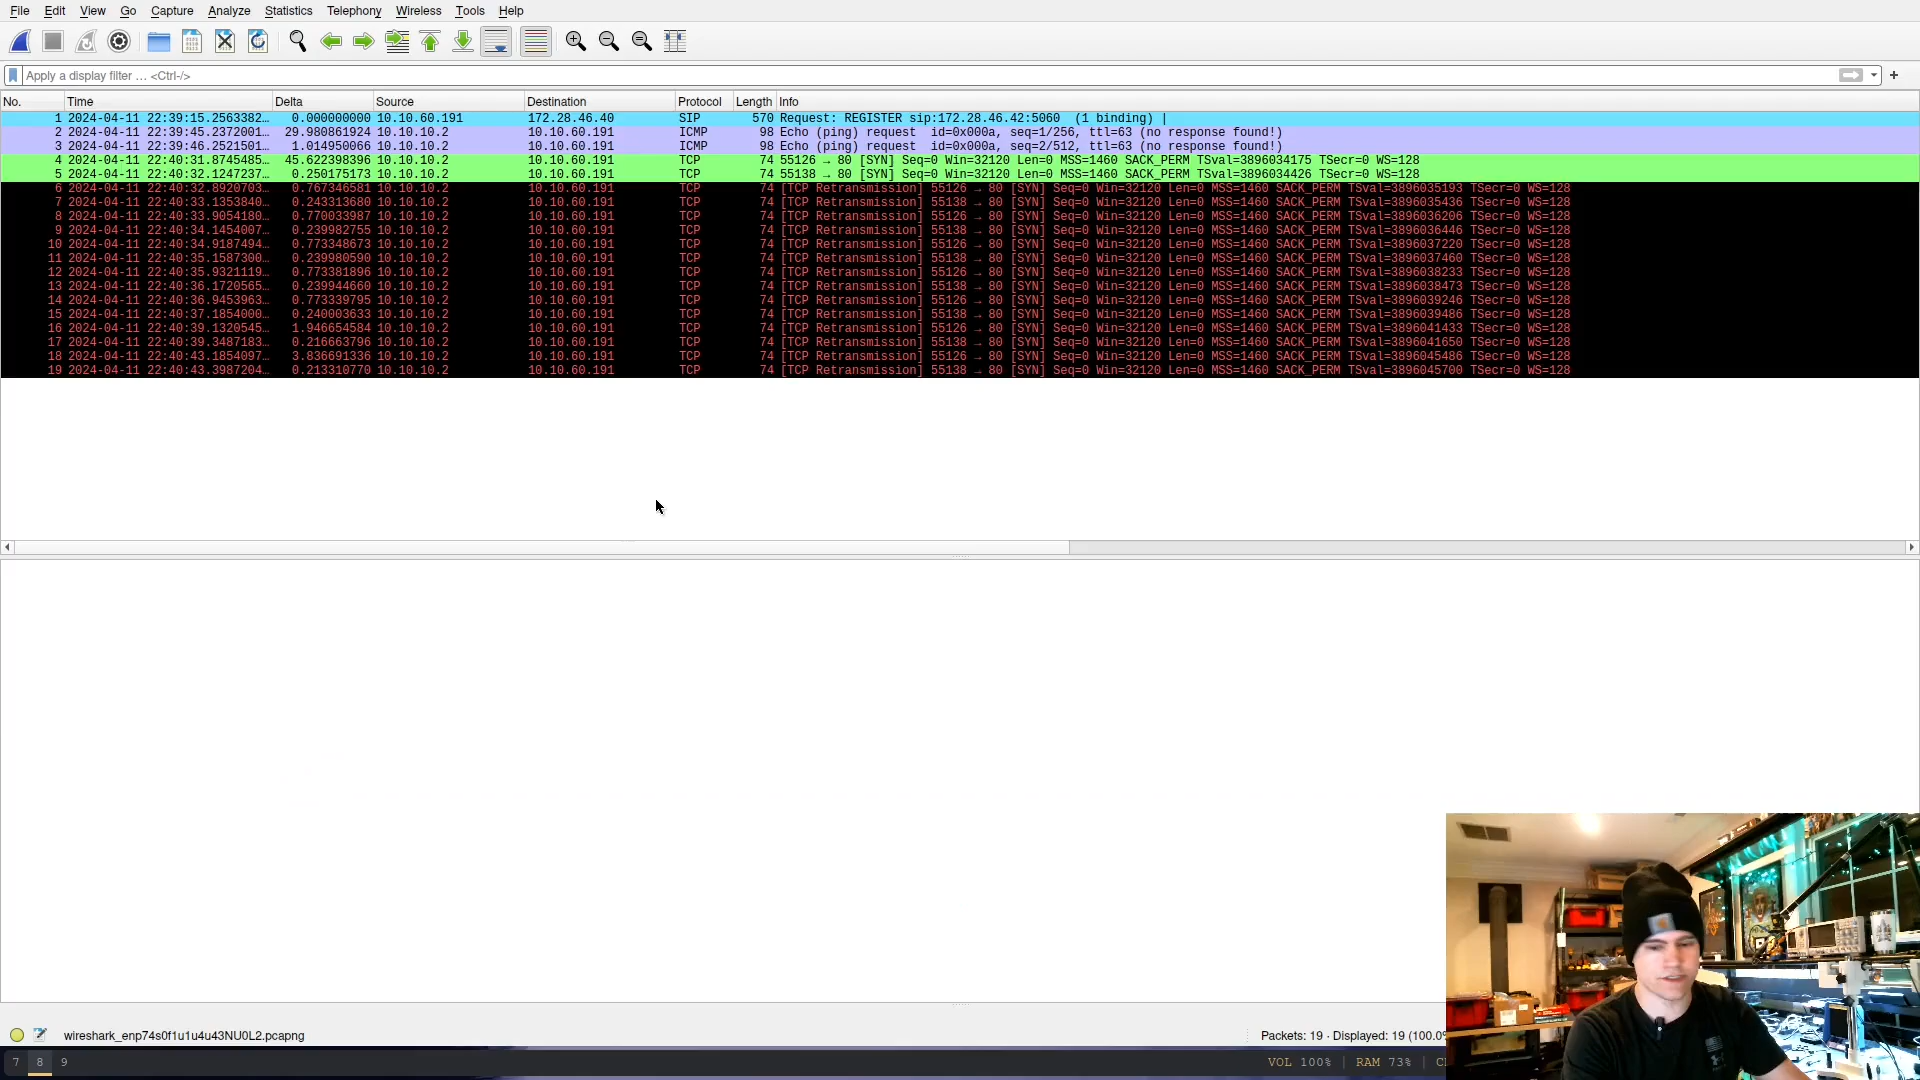 File Edit View Go Capture Analyze Statistics Telephony Wireless Tools Help
Apply a display filter … <Ctrl-/>
No. Time Delta Source Destination Protocol Length Info
1 2024-04-11 22:39:15.2563382… 0.000000000 10.10.60.191 172.28.46.40 SIP 570 Request: REGISTER sip:172.28.46.42:5060 (1 binding) |
2 2024-04-11 22:39:45.2372001… 29.980861924 10.10.10.2 10.10.60.191 ICMP 98 Echo (ping) request id=0x000a, seq=1/256, ttl=63 (no response found!)
3 2024-04-11 22:39:46.2521501… 1.014950066 10.10.10.2 10.10.60.191 ICMP 98 Echo (ping) request id=0x000a, seq=2/512, ttl=63 (no response found!)
4 2024-04-11 22:40:31.8745485… 45.622398396 10.10.10.2 10.10.60.191 TCP 74 55126 → 80 [SYN] Seq=0 Win=32120 Len=0 MSS=1460 SACK_PERM TSval=3896034175 TSecr=0 WS=128
5 2024-04-11 22:40:32.1247237… 0.250175173 10.10.10.2 10.10.60.191 TCP 74 55138 → 80 [SYN] Seq=0 Win=32120 Len=0 MSS=1460 SACK_PERM TSval=3896034426 TSecr=0 WS=128
6 2024-04-11 22:40:32.8920703… 0.767346581 10.10.10.2 10.10.60.191 TCP 74 [TCP Retransmission] 55126 → 80 [SYN] Seq=0 Win=32120 Len=0 MSS=1460 SACK_PERM TSval=3896035193 TSecr=0 WS=128
7 2024-04-11 22:40:33.1353840… 0.243313680 10.10.10.2 10.10.60.191 TCP 74 [TCP Retransmission] 55138 → 80 [SYN] Seq=0 Win=32120 Len=0 MSS=1460 SACK_PERM TSval=3896035436 TSecr=0 WS=128
8 2024-04-11 22:40:33.9054180… 0.770033987 10.10.10.2 10.10.60.191 TCP 74 [TCP Retransmission] 55126 → 80 [SYN] Seq=0 Win=32120 Len=0 MSS=1460 SACK_PERM TSval=3896036206 TSecr=0 WS=128
9 2024-04-11 22:40:34.1454007… 0.239982755 10.10.10.2 10.10.60.191 TCP 74 [TCP Retransmission] 55138 → 80 [SYN] Seq=0 Win=32120 Len=0 MSS=1460 SACK_PERM TSval=3896036446 TSecr=0 WS=128
10 2024-04-11 22:40:34.9187494… 0.773348673 10.10.10.2 10.10.60.191 TCP 74 [TCP Retransmission] 55126 → 80 [SYN] Seq=0 Win=32120 Len=0 MSS=1460 SACK_PERM TSval=3896037220 TSecr=0 WS=128
11 2024-04-11 22:40:35.1587300… 0.239980590 10.10.10.2 10.10.60.191 TCP 74 [TCP Retransmission] 55138 → 80 [SYN] Seq=0 Win=32120 Len=0 MSS=1460 SACK_PERM TSval=3896037460 TSecr=0 WS=128
12 2024-04-11 22:40:35.9321119… 0.773381896 10.10.10.2 10.10.60.191 TCP 74 [TCP Retransmission] 55126 → 80 [SYN] Seq=0 Win=32120 Len=0 MSS=1460 SACK_PERM TSval=3896038233 TSecr=0 WS=128
13 2024-04-11 22:40:36.1720565… 0.239944660 10.10.10.2 10.10.60.191 TCP 74 [TCP Retransmission] 55138 → 80 [SYN] Seq=0 Win=32120 Len=0 MSS=1460 SACK_PERM TSval=3896038473 TSecr=0 WS=128
14 2024-04-11 22:40:36.9453963… 0.773339795 10.10.10.2 10.10.60.191 TCP 74 [TCP Retransmission] 55126 → 80 [SYN] Seq=0 Win=32120 Len=0 MSS=1460 SACK_PERM TSval=3896039246 TSecr=0 WS=128
15 2024-04-11 22:40:37.1854000… 0.240003633 10.10.10.2 10.10.60.191 TCP 74 [TCP Retransmission] 55138 → 80 [SYN] Seq=0 Win=32120 Len=0 MSS=1460 SACK_PERM TSval=3896039486 TSecr=0 WS=128
16 2024-04-11 22:40:39.1320545… 1.946654584 10.10.10.2 10.10.60.191 TCP 74 [TCP Retransmission] 55126 → 80 [SYN] Seq=0 Win=32120 Len=0 MSS=1460 SACK_PERM TSval=3896041433 TSecr=0 WS=128
17 2024-04-11 22:40:39.3487183… 0.216663796 10.10.10.2 10.10.60.191 TCP 74 [TCP Retransmission] 55138 → 80 [SYN] Seq=0 Win=32120 Len=0 MSS=1460 SACK_PERM TSval=3896041650 TSecr=0 WS=128
18 2024-04-11 22:40:43.1854097… 3.836691336 10.10.10.2 10.10.60.191 TCP 74 [TCP Retransmission] 55126 → 80 [SYN] Seq=0 Win=32120 Len=0 MSS=1460 SACK_PERM TSval=3896045486 TSecr=0 WS=128
19 2024-04-11 22:40:43.3987204… 0.213310770 10.10.10.2 10.10.60.191 TCP 74 [TCP Retransmission] 55138 → 80 [SYN] Seq=0 Win=32120 Len=0 MSS=1460 SACK_PERM TSval=3896045700 TSecr=0 WS=128
wireshark_enp74s0f1u1u4u43NU0L2.pcapng Packets: 19 · Displayed: 19 (100.0%
7 8 9 VOL 100% | RAM 73% |